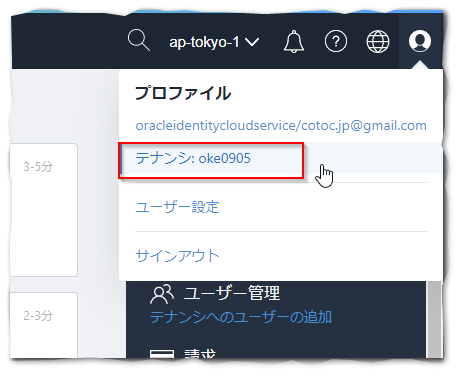 ap-tokyo-1
プロファイル
oracleidentitycloudservice/cotoc.jp@gmail.com
テナンシ: oke0905
ユーザー設定
サインアウト
3-5分
2-3分
ユーザー管理
テナンシへのユーザーの追加
請求